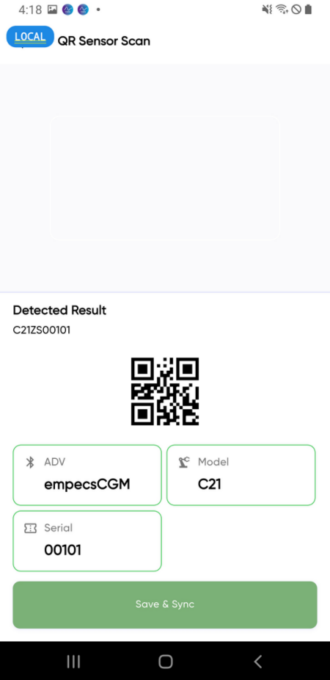 4:18
LOCAL
QR Sensor Scan
Detected Result
C21ZS00101
ADV
empecsCGM
Model
C21
Serial
00101
Save & Sync